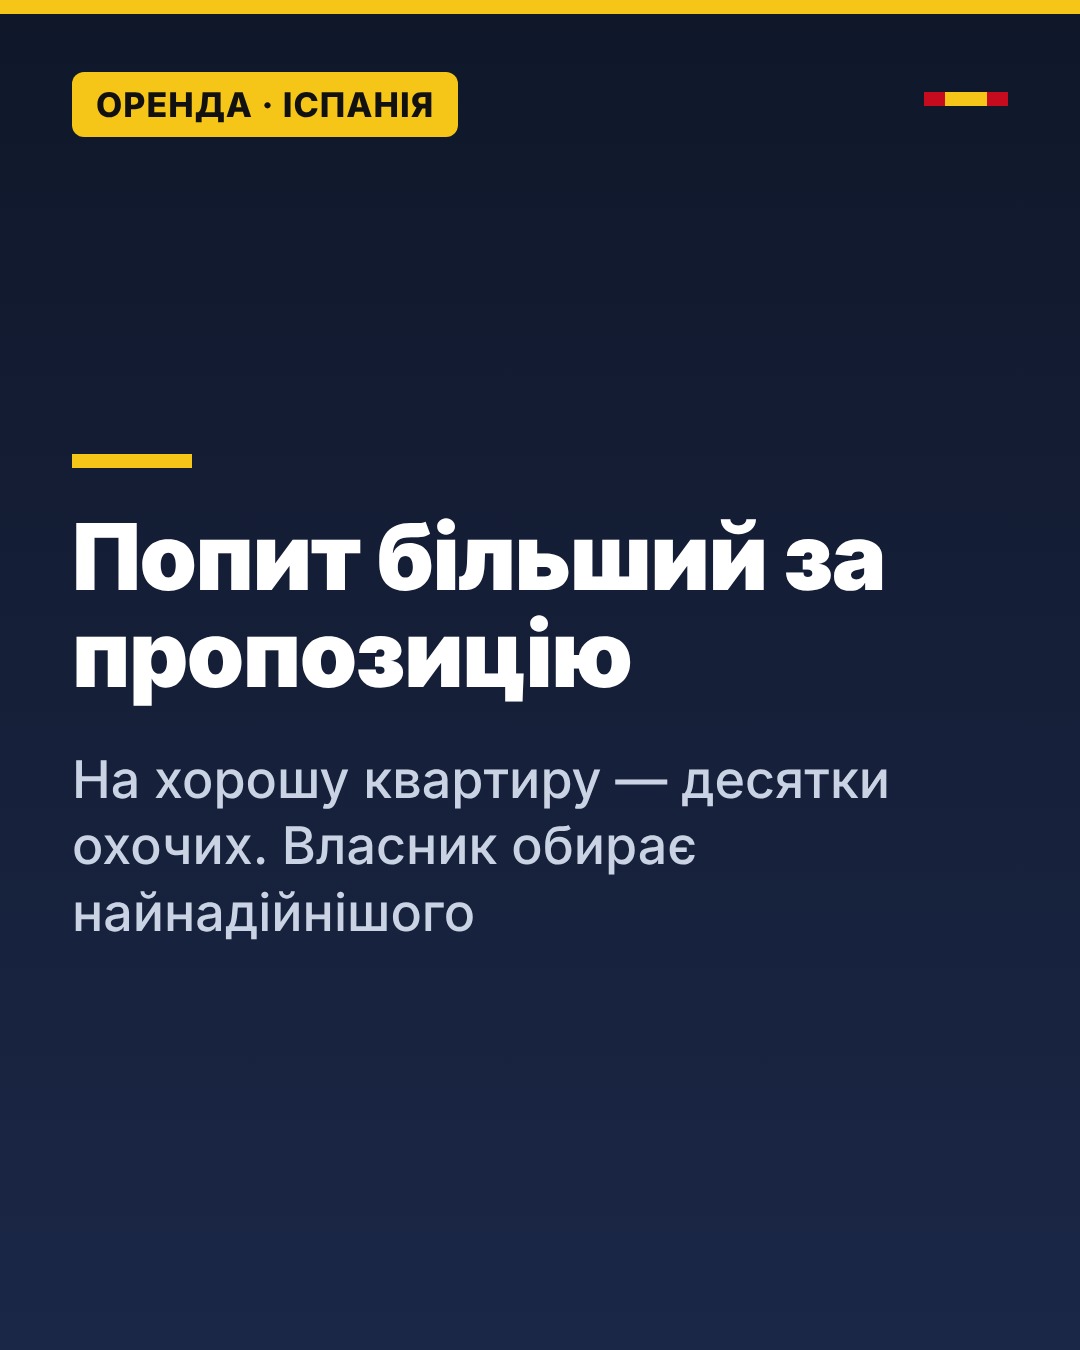 ОРЕНДА · ІСПАНІЯ
Попит більший за
пропозицію
На хорошу квартиру — десятки
охочих. Власник обирає
найнадійнішого